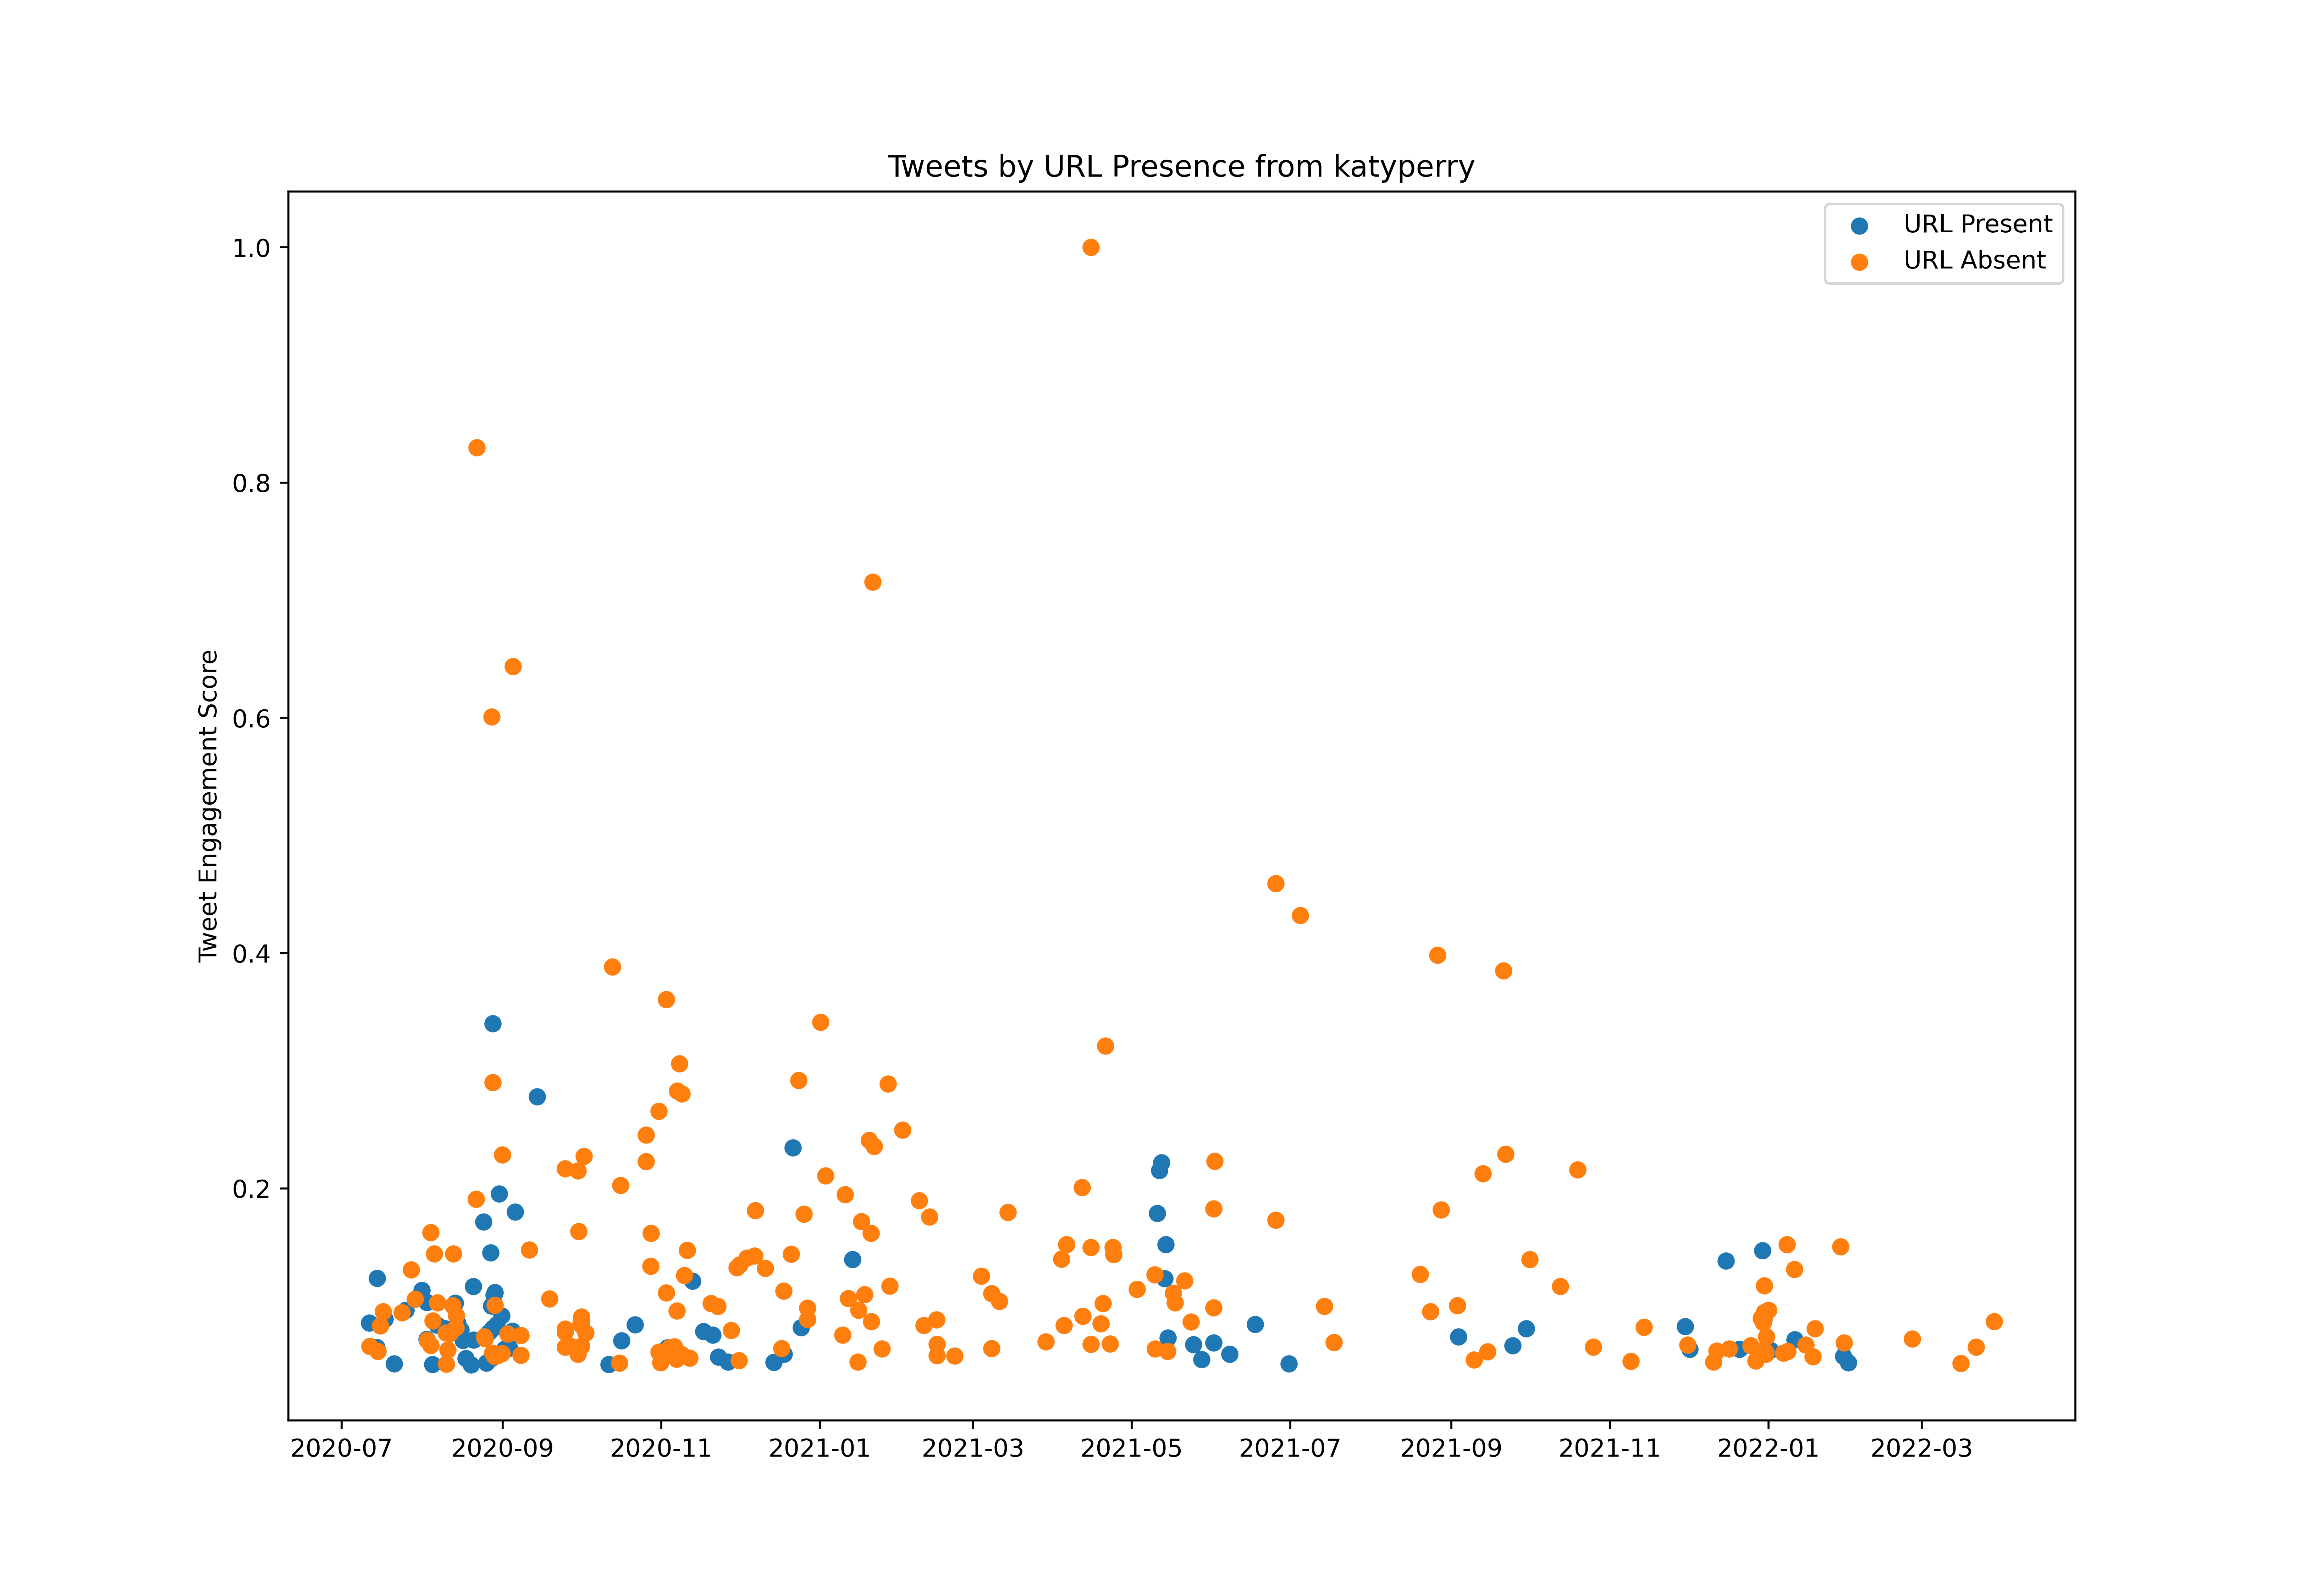 Tweets by URL Presence from katyperry
URL Present
URL Absent
Tweet Engagement Score
1.0
0.8
0.6
0.4
0.2
2020-07 2020-09 2020-11 2021-01 2021-03 2021-05 2021-07 2021-09 2021-11 2022-01 2022-03